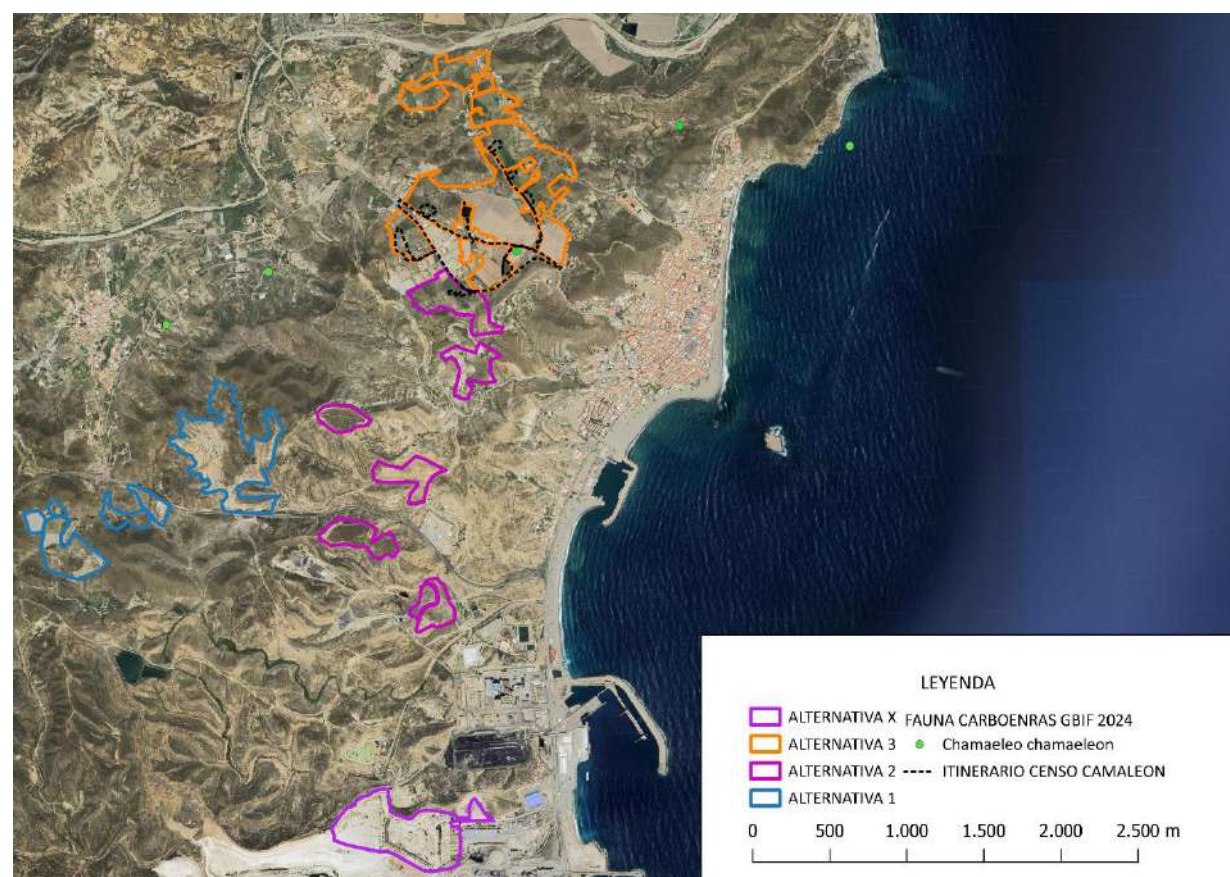 LEYENDA
ALTERNATIVA X FAUNA CARBOENRAS GBIF 2024
ALTERNATIVA 3 Chamaeleo chamaeleon
ALTERNATIVA 2 ITINERARIO CENSO CAMALEON
ALTERNATIVA 1
0 500 1.000 1.500 2.000 2.500 m